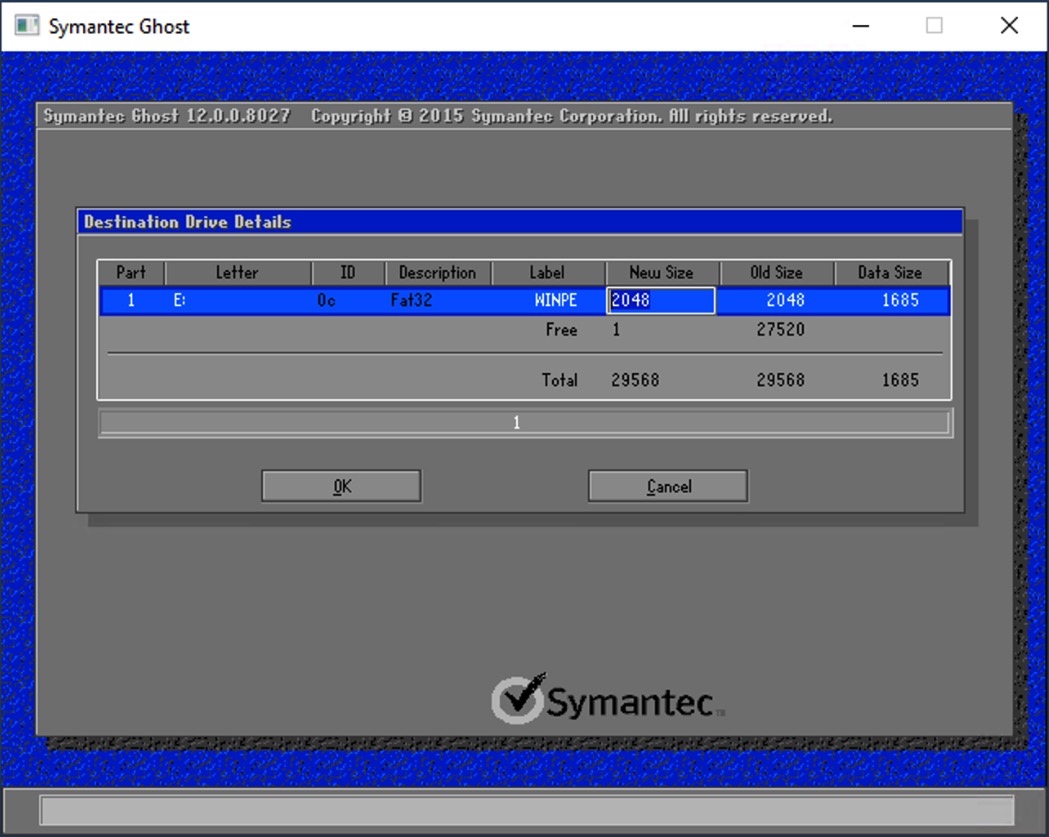 Symantec Ghost
Symantec Ghost 12.0.0.8027 Copyright @ 2015 Symantec Corporation. All rights reserved.
Destination Drive Details
Part Letter ID Description Label New Size Old Size Data Size
1 E: 0c Fat32 WINPE 2048 2048 1685
Free 1 27520
Total 29568 29568 1685
1
OK Cancel
Symantec™